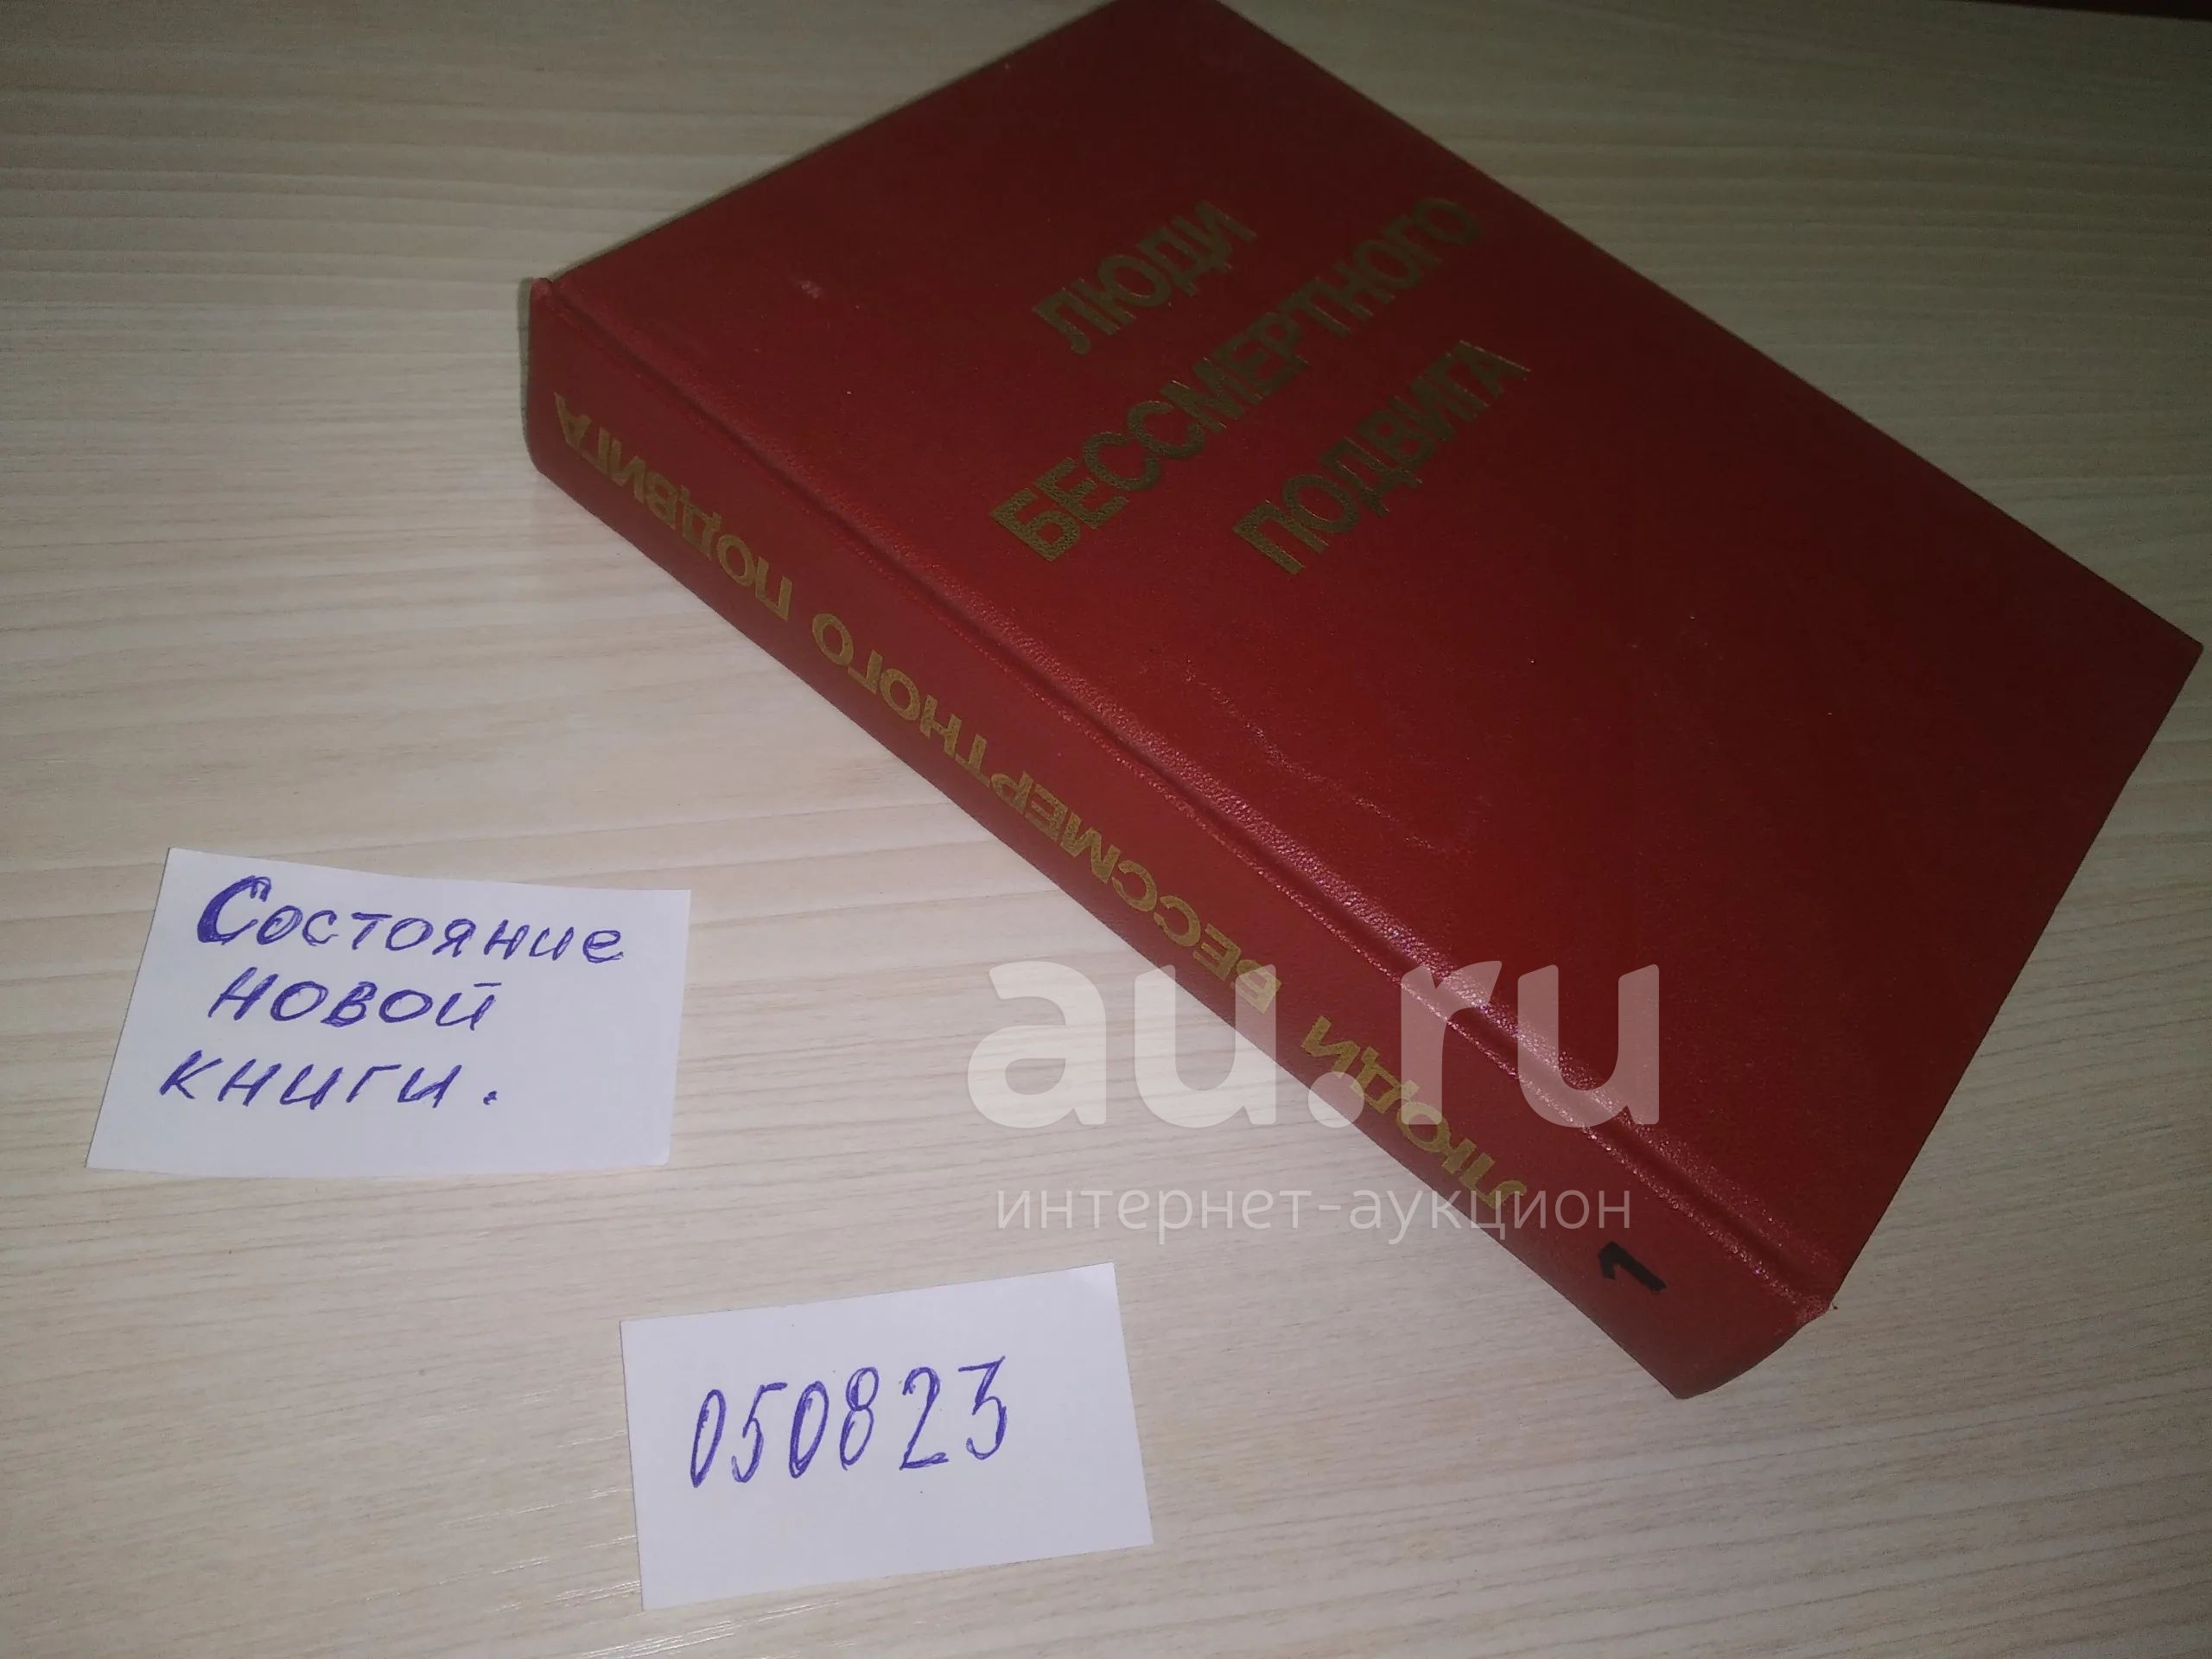 ЛЮДИ
БЕССМЕРТНОГО
ПОДВИГА
ЛЮДИ БЕССМЕРТНОГО ПОДВИГА
1
Состояние
новой
книги.
au.ru
интернет-аукцион
050823